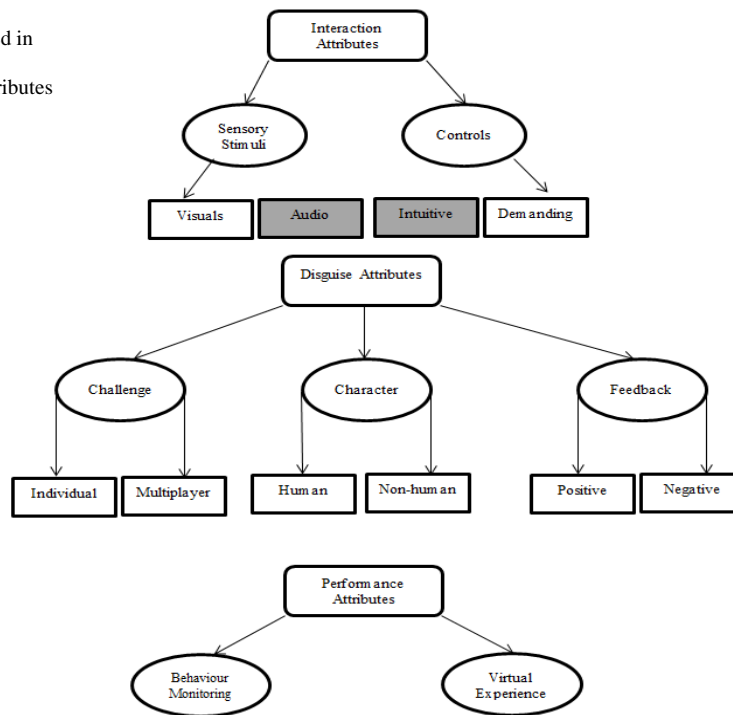 d in
ributes
Interaction
Attributes
Sensory
Stimuli
Controls
Visuals
Audio
Intuitive
Demanding
Disguise Attributes
Challenge
Character
Feedback
Individual
Multiplayer
Human
Non-human
Positive
Negative
Performance
Attributes
Behaviour
Monitoring
Virtual
Experience